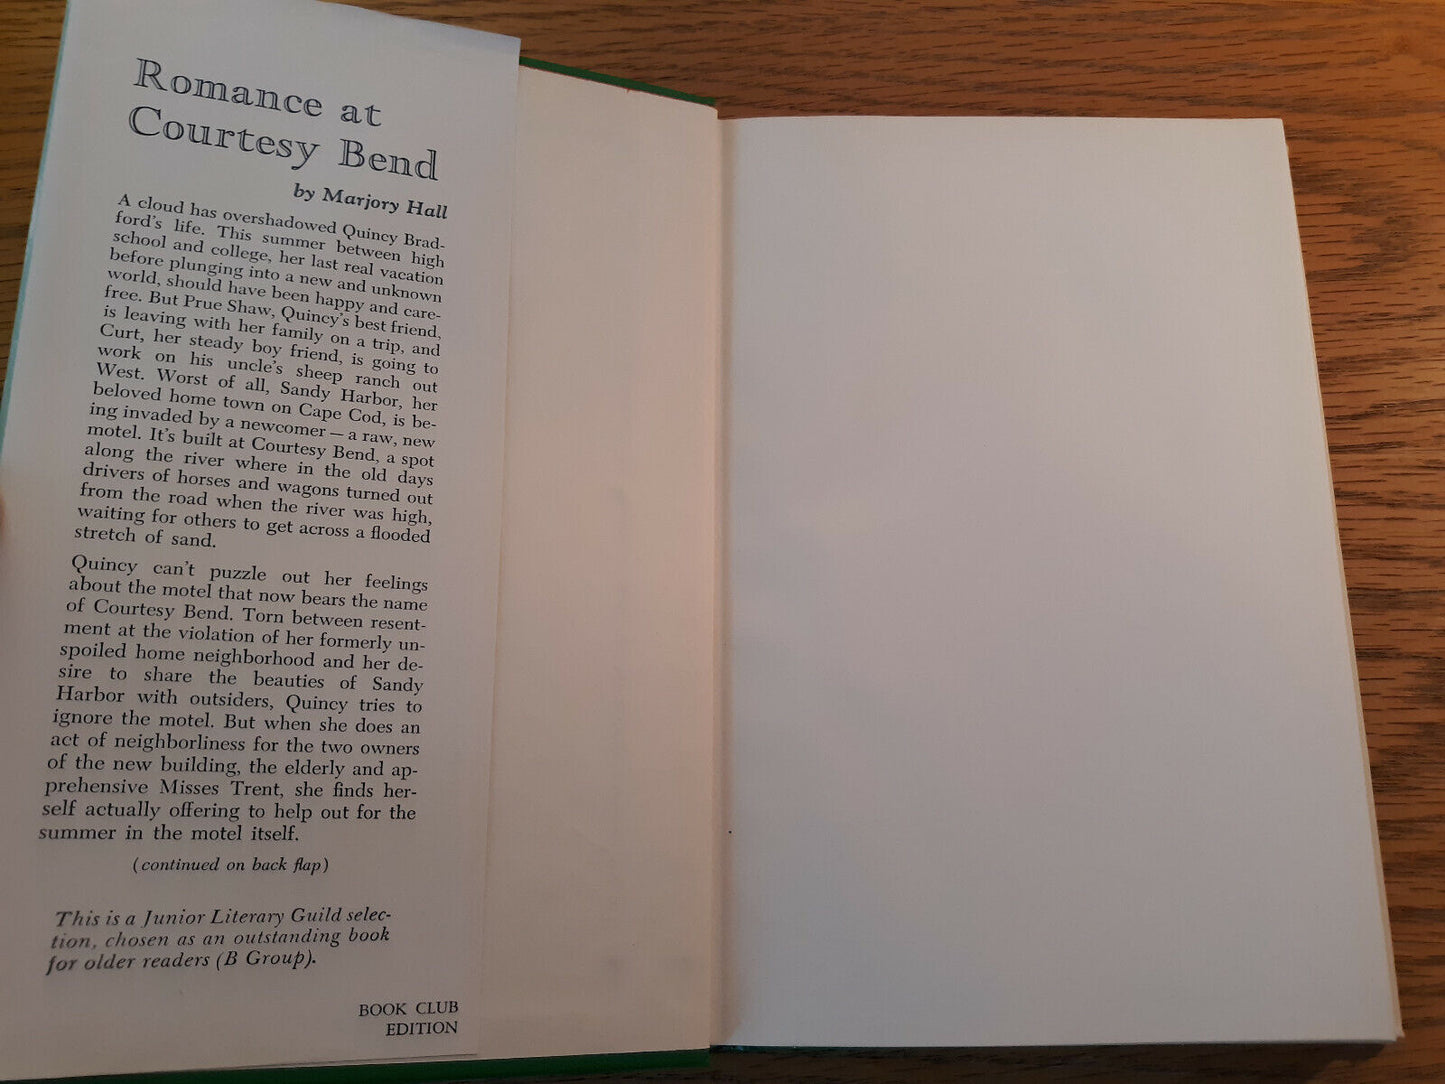 Romance at
Courtesy Bend
by Marjory Hall
A cloud has overshadowed Quincy Brad-
ford's life. This summer between high
school and college, her last real vacation
before plunging into a new and unknown
world, should have been happy and care-
free. But Prue Shaw, Quincy's best friend,
is leaving with her family on a trip, and
Curt, her steady boy friend, is going to
work on his uncle's sheep ranch out
West. Worst of all, Sandy Harbor, her
beloved home town on Cape Cod, is be-
ing invaded by a newcomer — a raw, new
motel. It's built at Courtesy Bend, a spot
along the river where in the old days
drivers of horses and wagons turned out
from the road when the river was high,
waiting for others to get across a flooded
stretch of sand.
Quincy can't puzzle out her feelings
about the motel that now bears the name
of Courtesy Bend. Torn between resent-
ment at the violation of her formerly un-
spoiled home neighborhood and her de-
sire to share the beauties of Sandy
Harbor with outsiders, Quincy tries to
ignore the motel. But when she does an
act of neighborliness for the two owners
of the new building, the elderly and ap-
prehensive Misses Trent, she finds her-
self actually offering to help out for the
summer in the motel itself.
(continued on back flap)
This is a Junior Literary Guild selec-
tion, chosen as an outstanding book
for older readers (B Group).
BOOK CLUB
EDITION